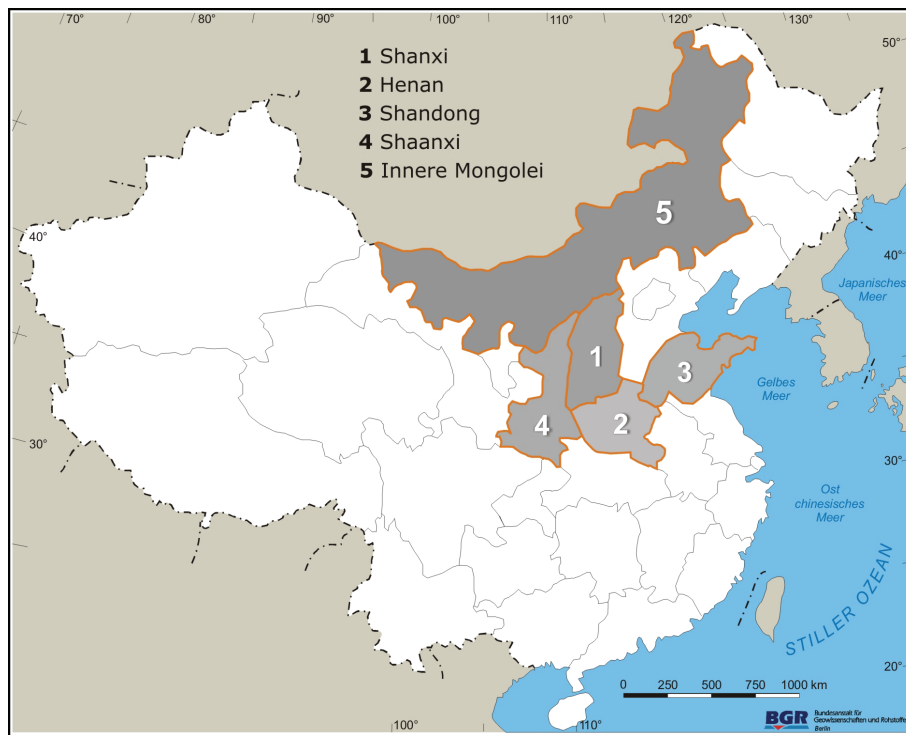 70°
80°
90°
100°
110°
120°
130°
50°
1 Shanxi
2 Henan
3 Shandong
4 Shaanxi
5 Innere Mongolei
5
40°
40°
Japanisches
Meer
1
3
Gelbes
Meer
4
2
30°
30°
Ost
chinesisches
Meer
STILLER OZEAN
20°
0 250 500 750 1000 km
BGR
Bundesanstalt für
Geowissenschaften und Rohstoffe
Berlin
100°
110°